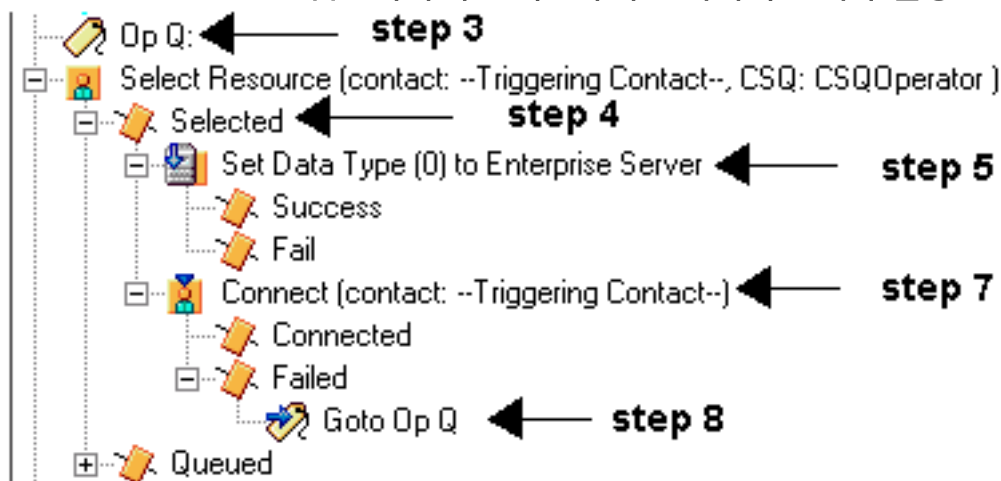 Op Q: step 3
Select Resource (contact: --Triggering Contact--, CSQ: CSQOperator )
Selected step 4
Set Data Type (0) to Enterprise Server step 5
Success
Fail
Connect (contact: --Triggering Contact--) step 7
Connected
Failed
Goto Op Q step 8
Queued